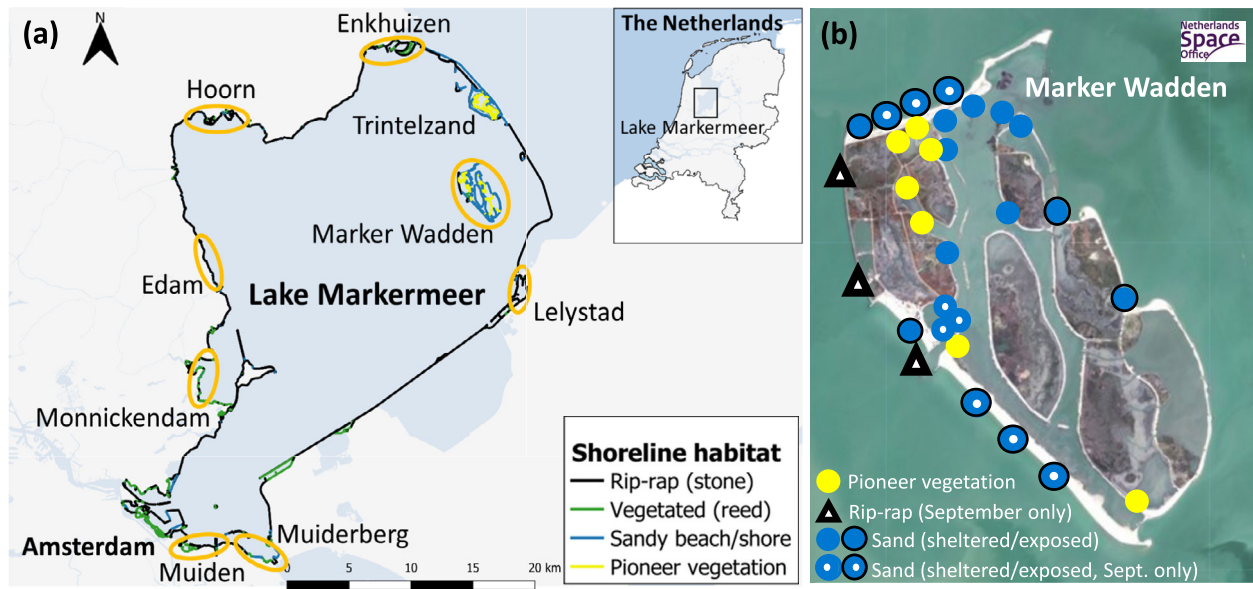 (a)
N
Enkhuizen
Hoorn
Trintelzand
Marker Wadden
Edam
Lake Markermeer
Lelystad
Monnickendam
Amsterdam
Muiden
Muiderberg
0 5 10 15 20 km
The Netherlands
Lake Markermeer
Shoreline habitat
Rip-rap (stone)
Vegetated (reed)
Sandy beach/shore
Pioneer vegetation
(b)
Netherlands
Space
Office
Marker Wadden
Pioneer vegetation
Rip-rap (September only)
Sand (sheltered/exposed)
Sand (sheltered/exposed, Sept. only)